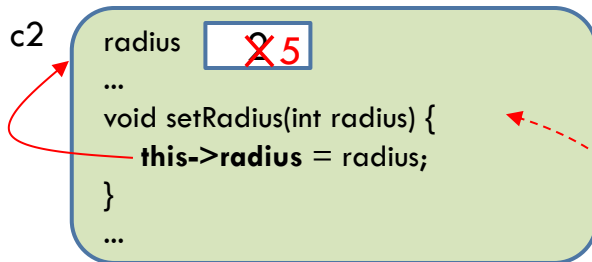 c2
radius 2 5
...
void setRadius(int radius) {
this->radius = radius;
}
...